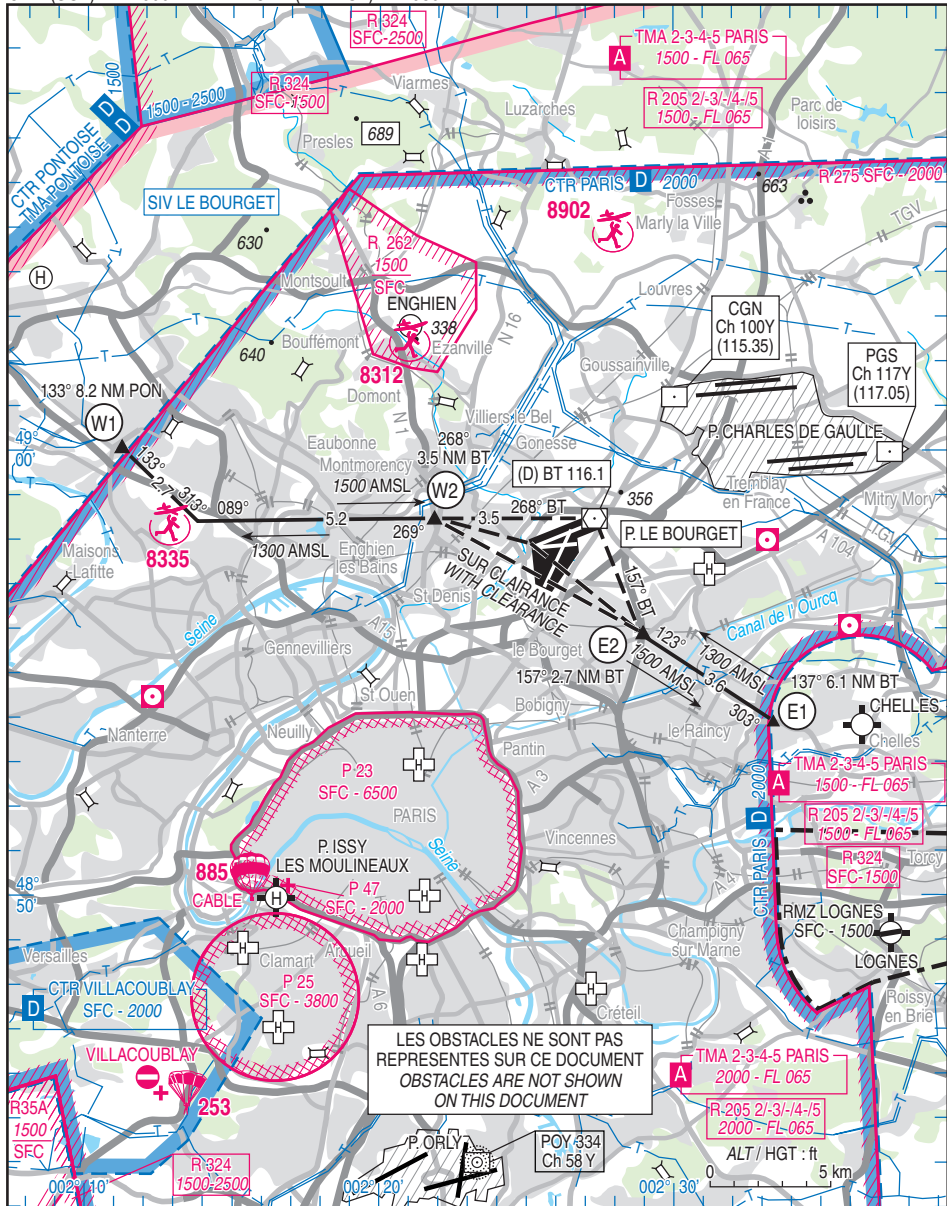 R 324
SFC-2500
A
TMA 2-3-4-5 PARIS
1500 - FL 065
1500
R 324
SFC-1500
Viarmes
Luzarches
1500 - 2500
R 205 2/-3/-/4-/5
1500 - FL 065
Parc de
loisirs
A 1
D
D
CTR PONTOISE
TMA PONTOISE
Presles
689
SIV LE BOURGET
CTR PARIS
D
2000
663
R 275 SFC - 2000
8902
Fosses
Marly la Ville
TGV
630
R 262
1500
SFC
H
Montsoult
N 16
Louvres
ENGHIEN
338
CGN
Ch 100Y
(115.35)
640
Bouffémont
Ezanville
8312
Goussainville
PGS
Ch 117Y
(117.05)
Domont
133° 8.2 NM PON
W1
N 1
Villiers le Bel
P. CHARLES DE GAULLE
49°
00'
Eaubonne
268°
3.5 NM BT
Gonesse
Montmorency
(D) BT 116.1
133°
2.7
313°
1500 AMSL
W2
356
Tremblay
en France
Mitry Mory
089°
5.2
269°
3.5
268° BT
8335
1300 AMSL
Enghien
les Bains
P. LE BOURGET
H.G.V
A 104
Maisons
Lafitte
SUR CLAIRANCE
WITH CLEARANCE
H
157° BT
St Denis
Seine
A15
Canal de l'Ourcq
Gennevilliers
le Bourget
E2
123°
1300 AMSL
1500 AMSL
3.6
157° 2.7 NM BT
303°
137° 6.1 NM BT
E1
St Ouen
Bobigny
CHELLES
Nanterre
Neuilly
le Raincy
Chelles
Pantin
A 3
H
P 23
SFC - 6500
TMA 2-3-4-5 PARIS
1500 - FL 065
A
2000
D
CTR PARIS
PARIS
R 205 2/-3/-/4-/5
1500 - FL 065
Vincennes
P. ISSY
LES MOULINEAUX
Seine
R 324
SFC-1500
Torcy
885
CABLE
H
P 47
SFC - 2000
H
A 4
48°
50'
RMZ LOGNES
SFC - 1500
Champigny
sur Marne
LOGNES
Versailles
H
Clamart
Arcueil
H
P 25
SFC - 3800
H
Roissy
en Brie
D
CTR VILLACOUBLAY
SFC - 2000
A 6
Créteil
H
LES OBSTACLES NE SONT PAS
REPRESENTES SUR CE DOCUMENT
OBSTACLES ARE NOT SHOWN
ON THIS DOCUMENT
VILLACOUBLAY
TMA 2-3-4-5 PARIS
2000 - FL 065
A
253
R35A
1500
SFC
R 205 2/-3/-/4-/5
2000 - FL 065
P. ORLY
POY 334
Ch 58 Y
R 324
1500-2500
ALT / HGT : ft
0 5 km
002° 10' 002° 20' 002° 30'